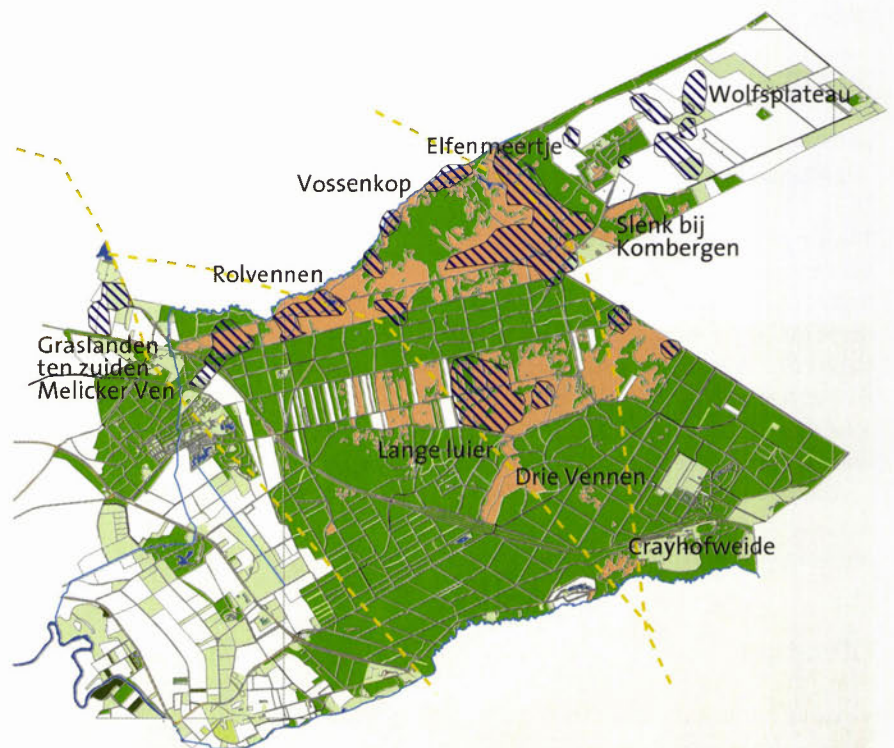 Wolfsplateau
Elfenmeertje
Vossenkop
Slenk bij
Kombergen
Rolvennen
Graslanden
ten zuiden
Melicker Ven
Lange luier
Drie Vennen
Crayhofweide